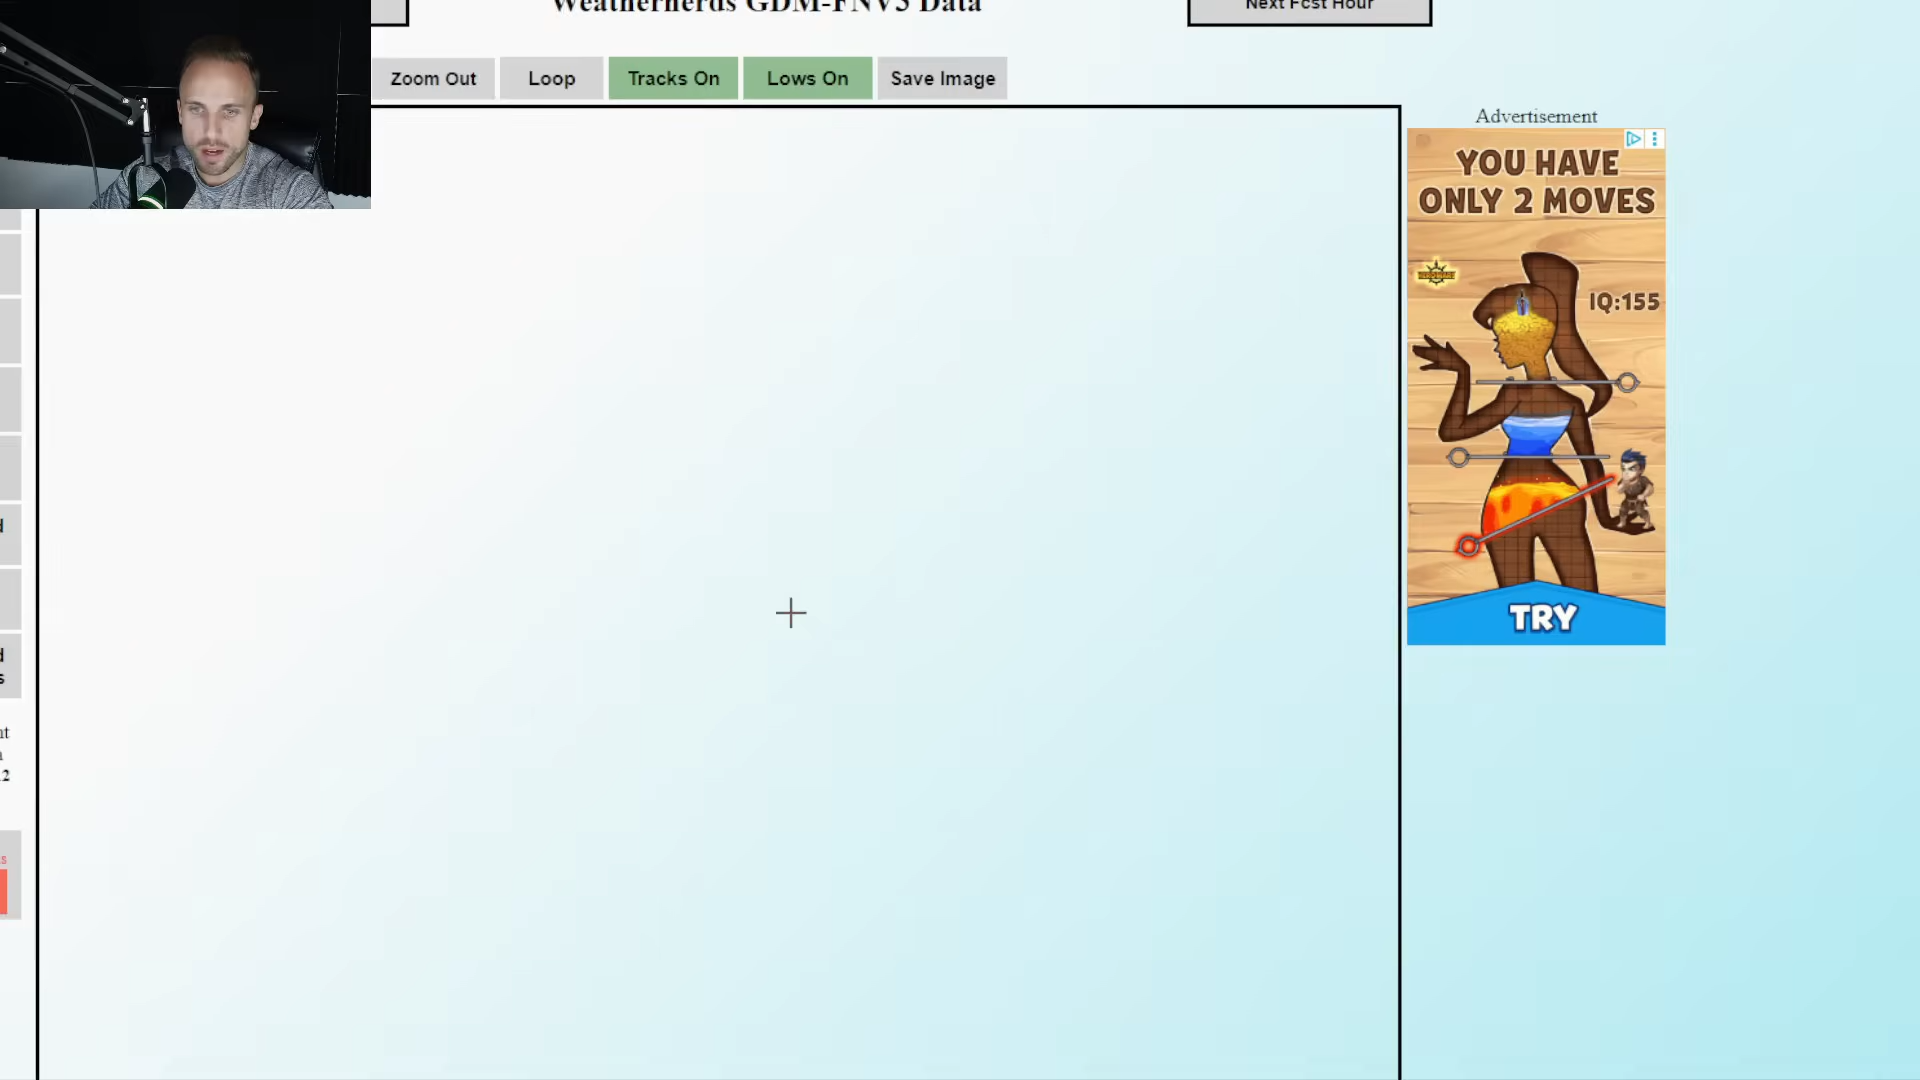 Weathernerds GDM-FNV3 Data
Next Fcst Hour
Zoom Out
Loop
Tracks On
Lows On
Save Image
Advertisement
YOU HAVE
ONLY 2 MOVES
IQ:155
TRY